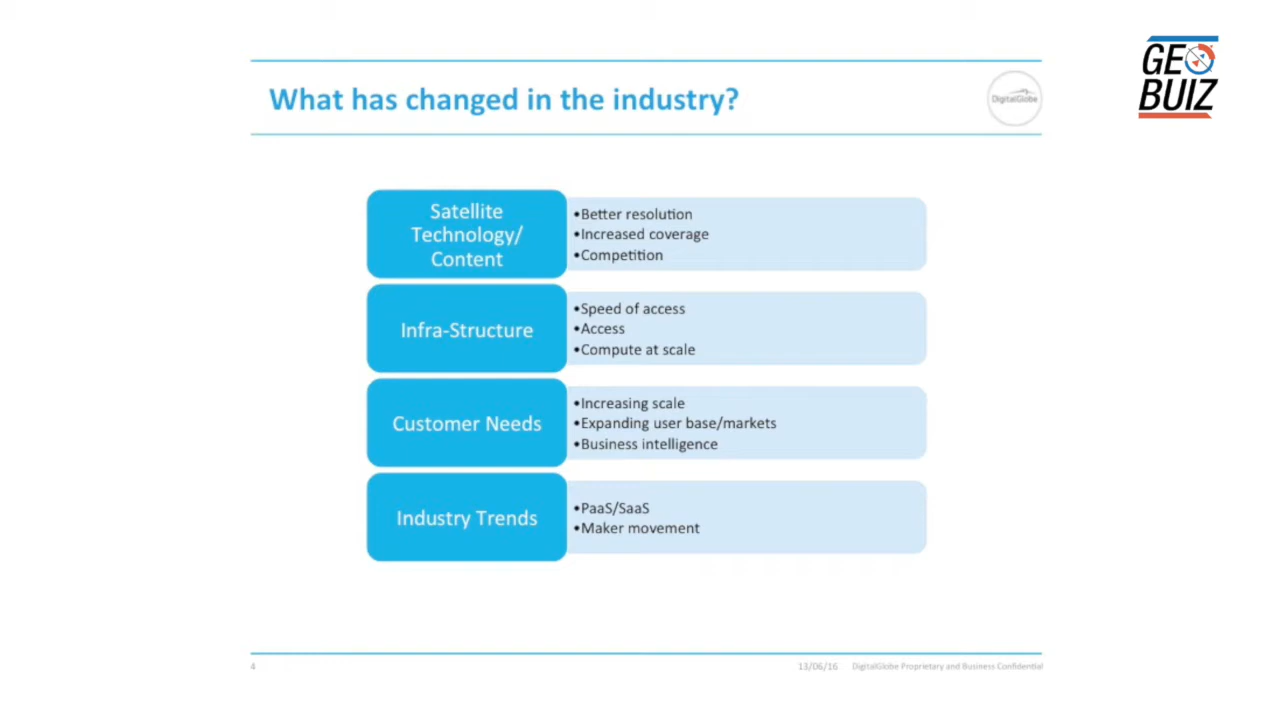 GEO
BUIZ
What has changed in the industry?
DigitalGlobe
Satellite
Technology/
Content
•Better resolution
•Increased coverage
•Competition
Infra-Structure
•Speed of access
•Access
•Compute at scale
Customer Needs
•Increasing scale
•Expanding user base/markets
•Business intelligence
Industry Trends
•PaaS/SaaS
•Maker movement
4
13/06/16 DigitalGlobe Proprietary and Business Confidential